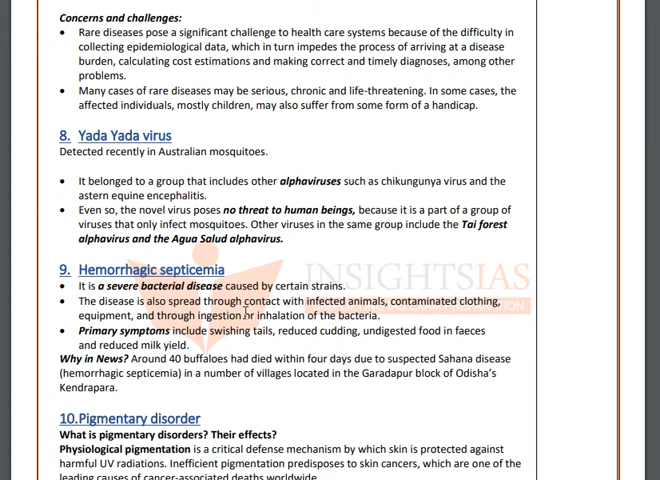 Concerns and challenges:
• Rare diseases pose a significant challenge to health care systems because of the difficulty in
collecting epidemiological data, which in turn impedes the process of arriving at a disease
burden, calculating cost estimations and making correct and timely diagnoses, among other
problems.
• Many cases of rare diseases may be serious, chronic and life-threatening. In some cases, the
affected individuals, mostly children, may also suffer from some form of a handicap.
8. Yada Yada virus
Detected recently in Australian mosquitoes.
• It belonged to a group that includes other alphaviruses such as chikungunya virus and the
astern equine encephalitis.
• Even so, the novel virus poses no threat to human beings, because it is a part of a group of
viruses that only infect mosquitoes. Other viruses in the same group include the Tai forest
alphavirus and the Agua Salud alphavirus.
9. Hemorrhagic septicemia
INSIGHTSIAS
• It is a severe bacterial disease caused by certain strains.
• The disease is also spread through contact with infected animals, contaminated clothing,
equipment, and through ingestion or inhalation of the bacteria.
• Primary symptoms include swishing tails, reduced cudding, undigested food in faeces
and reduced milk yield.
Why in News? Around 40 buffaloes had died within four days due to suspected Sahana disease
(hemorrhagic septicemia) in a number of villages located in the Garadapur block of Odisha's
Kendrapara.
10.Pigmentary disorder
What is pigmentary disorders? Their effects?
Physiological pigmentation is a critical defense mechanism by which skin is protected against
harmful UV radiations. Inefficient pigmentation predisposes to skin cancers, which are one of the
leading causes of cancer-associated deaths worldwide.